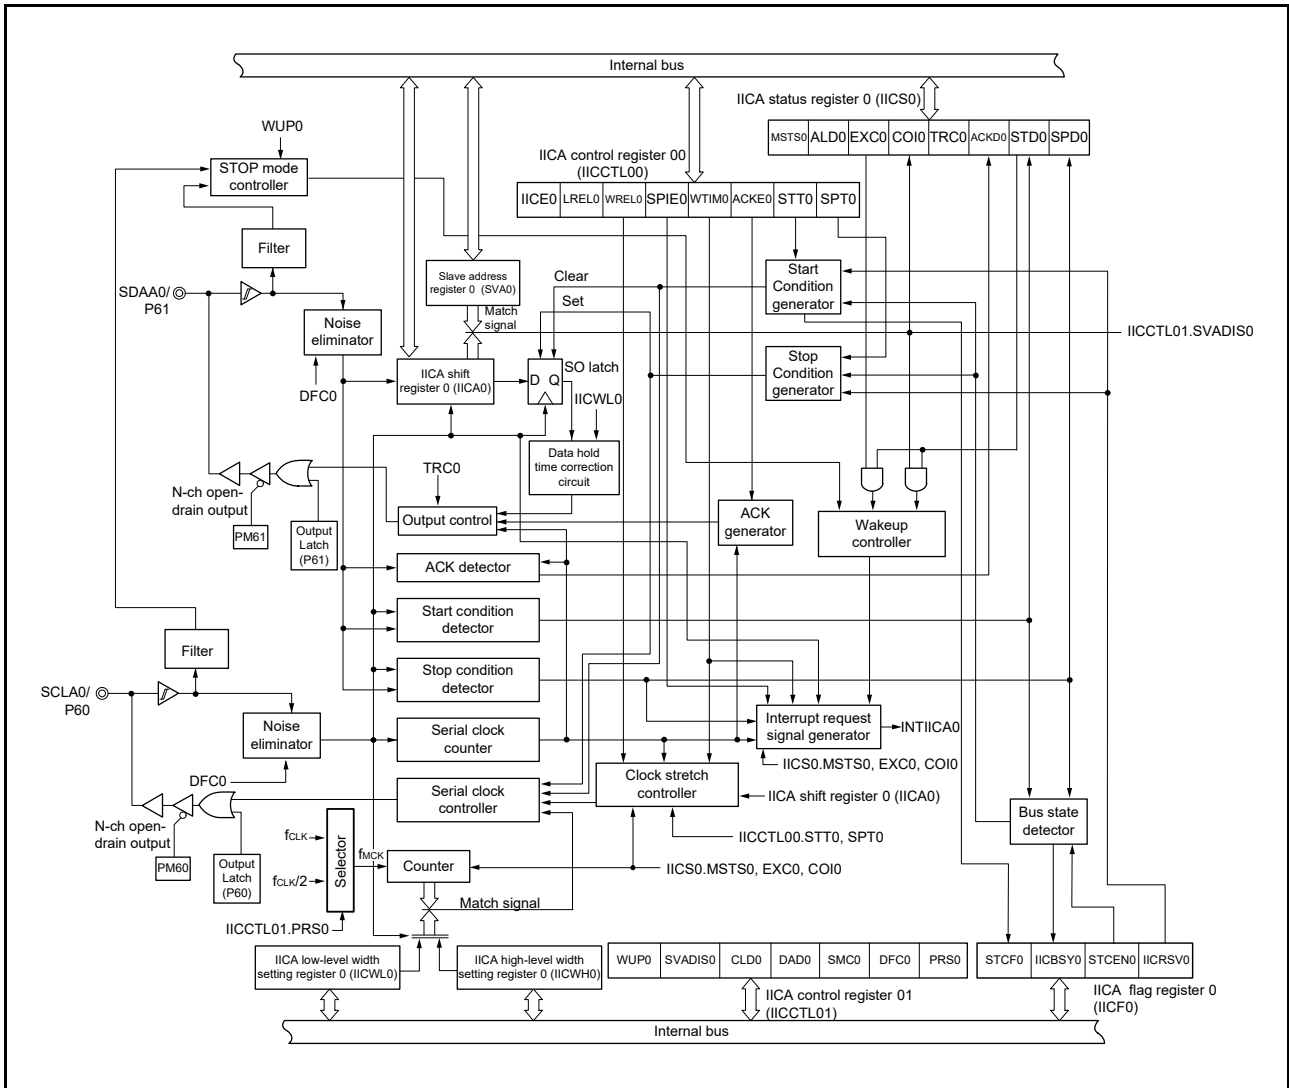 Internal bus
IICA status register 0 (IICS0)
MSTS0 ALD0 EXC0 COI0 TRC0 ACKD0 STD0 SPD0
WUP0
STOP mode
controller
IICA control register 00
(IICCTL00)
IICE0 LREL0 WREL0 SPIE0 WTIM0 ACKE0 STT0 SPT0
Filter
SDAA0/
P61
Slave address
register 0 (SVA0)
Clear
Set
Start
Condition
generator
Noise
eliminator
Match
signal
IICCTL01.SVADIS0
DFC0
IICA shift
register 0 (IICA0)
D Q
SO latch
IICWL0
Stop
Condition
generator
Data hold
time correction
circuit
TRC0
N-ch open-
drain output
PM61
Output
Latch
(P61)
Output control
ACK
generator
Wakeup
controller
ACK detector
Start condition
detector
Filter
Stop condition
detector
SCLA0/
P60
Noise
eliminator
DFC0
Serial clock
counter
Interrupt request
signal generator
INTIICA0
IICS0.MSTS0, EXC0, COI0
Clock stretch
controller
IICA shift register 0 (IICA0)
Serial clock
controller
N-ch open-
drain output
PM60
Output
Latch
(P60)
fCLK
fCLK/2
Selector
fMCK
IICCTL01.PRS0
Counter
IICCTL00.STT0, SPT0
IICS0.MSTS0, EXC0, COI0
Bus state
detector
Match signal
IICA low-level width
setting register 0 (IICWL0)
IICA high-level width
setting register 0 (IICWH0)
WUP0 SVADIS0 CLD0 DAD0 SMC0 DFC0 PRS0
STCF0 IICBSY0 STCEN0 IICRSV0
IICA control register 01
(IICCTL01)
IICA flag register 0
(IICF0)
Internal bus